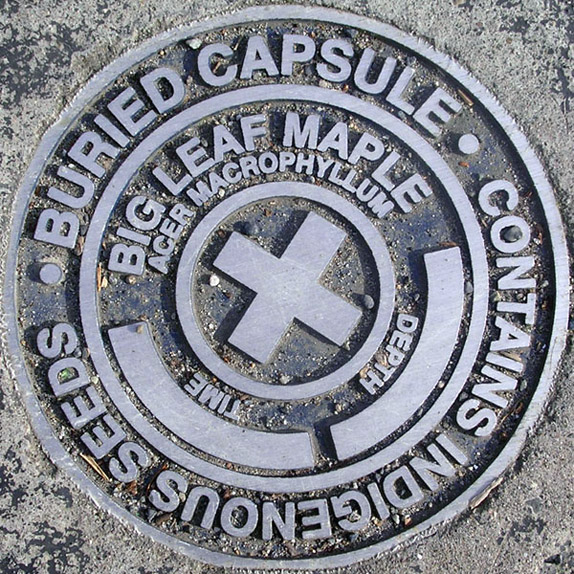 • BURIED CAPSULE •
CONTAINS INDIGENOUS SEEDS
BIG LEAF MAPLE
ACER MACROPHYLLUM
TIME
DEPTH